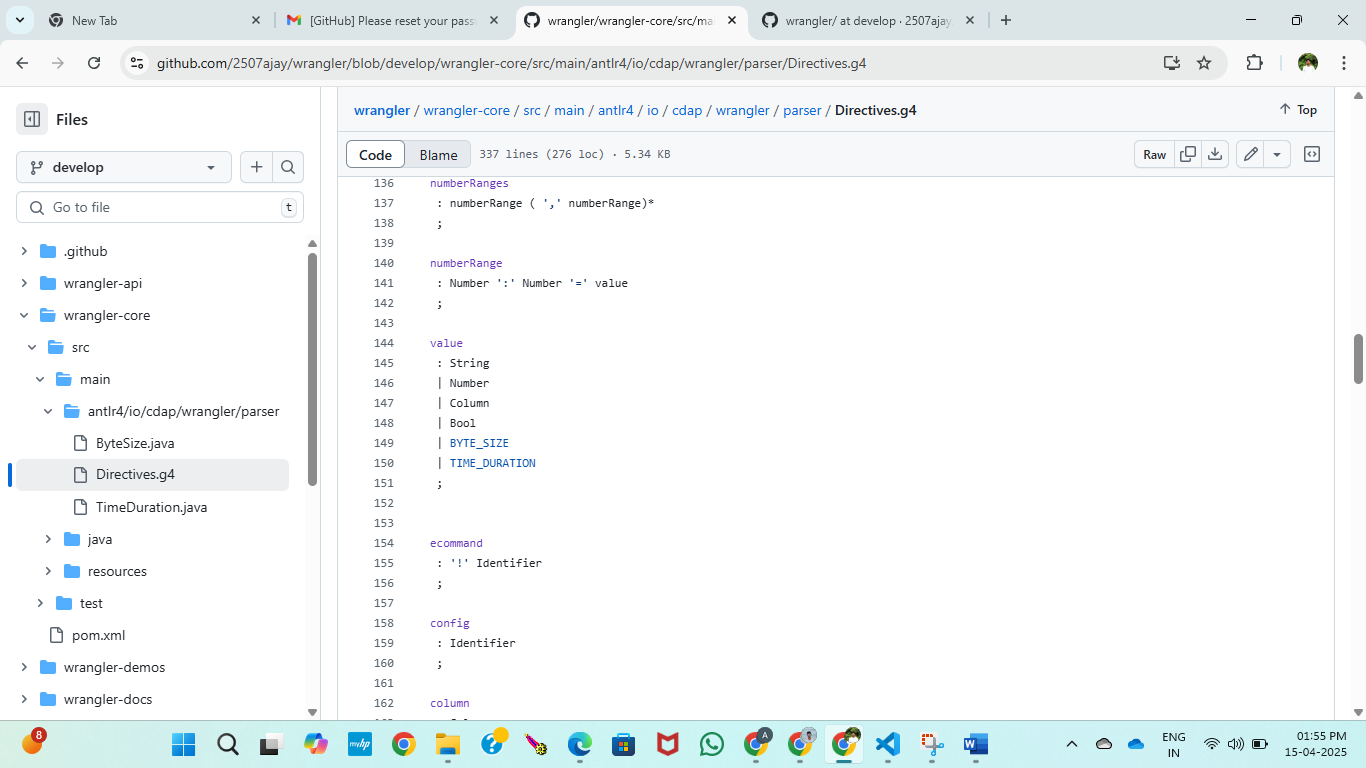 New Tab
[GitHub] Please reset your pass
wrangler/wrangler-core/src/mai
wrangler/ at develop · 2507ajay
github.com/2507ajay/wrangler/blob/develop/wrangler-core/src/main/antlr4/io/cdap/wrangler/parser/Directives.g4
Files
wrangler / wrangler-core / src / main / antlr4 / io / cdap / wrangler / parser / Directives.g4
Top
develop
Code
Blame
337 lines (276 loc) · 5.34 KB
Raw
Go to file
t
.github
wrangler-api
wrangler-core
src
main
antlr4/io/cdap/wrangler/parser
ByteSize.java
Directives.g4
TimeDuration.java
java
resources
test
pom.xml
wrangler-demos
wrangler-docs
136 numberRanges
137 : numberRange ( ',' numberRange)*
138 ;
139
140 numberRange
141 : Number ':' Number '=' value
142 ;
143
144 value
145 : String
146 | Number
147 | Column
148 | Bool
149 | BYTE_SIZE
150 | TIME_DURATION
151 ;
152
153
154 ecommand
155 : '!' Identifier
156 ;
157
158 config
159 : Identifier
160 ;
161
162 column
8
myhp
A
ENG
IN
01:55 PM
15-04-2025